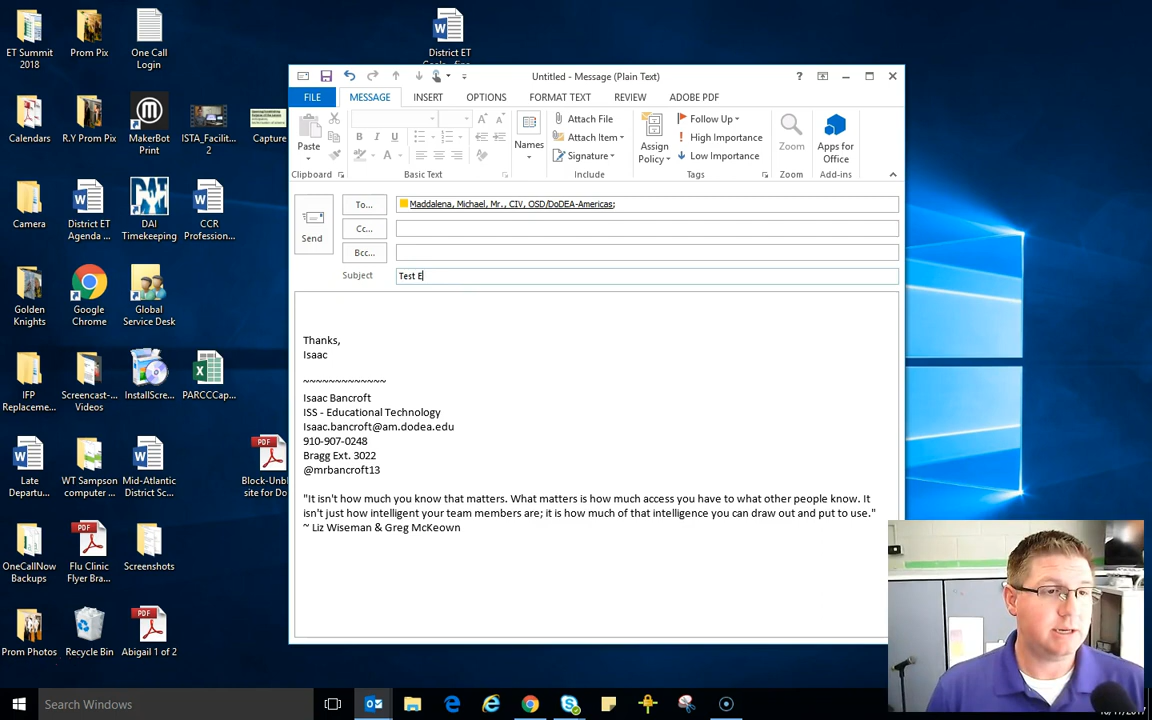 ET Summit
2018
Prom Pix
One Call
Login
District ET
Untitled - Message (Plain Text)
?
FILE
MESSAGE
INSERT
OPTIONS
FORMAT TEXT
REVIEW
ADOBE PDF
Paste
Clipboard
B I U
Basic Text
Names
Attach File
Attach Item
Signature
Include
Assign
Policy
Follow Up
High Importance
Low Importance
Tags
Zoom
Zoom
Apps for
Office
Add-ins
Send
To...
Maddalena, Michael, Mr., CIV, OSD/DoDEA-Americas;
Cc...
Bcc...
Subject
Test E
Thanks,
Isaac
~~~~~~~~~~~~~
Isaac Bancroft
ISS - Educational Technology
Isaac.bancroft@am.dodea.edu
910-907-0248
Bragg Ext. 3022
@mrbancroft13
"It isn't how much you know that matters. What matters is how much access you have to what other people know. It
isn't just how intelligent your team members are; it is how much of that intelligence you can draw out and put to use."
~ Liz Wiseman & Greg McKeown
Calendars
R.Y Prom Pix
MakerBot
Print
ISTA_Facilit...
2
Capture
Camera
District ET
Agenda ...
DAI
Timekeeping
CCR
Profession...
Golden
Knights
Google
Chrome
Global
Service Desk
IFP
Replaceme...
Screencast-...
Videos
InstallScre...
PARCCCap...
Late
Departu...
WT Sampson
computer ...
Mid-Atlantic
District Sc...
PDF
Block-Unbl
site for Do
OneCallNow
Backups
PDF
Flu Clinic
Flyer Bra...
Screenshots
Prom Photos
Recycle Bin
PDF
Abigail 1 of 2
Search Windows